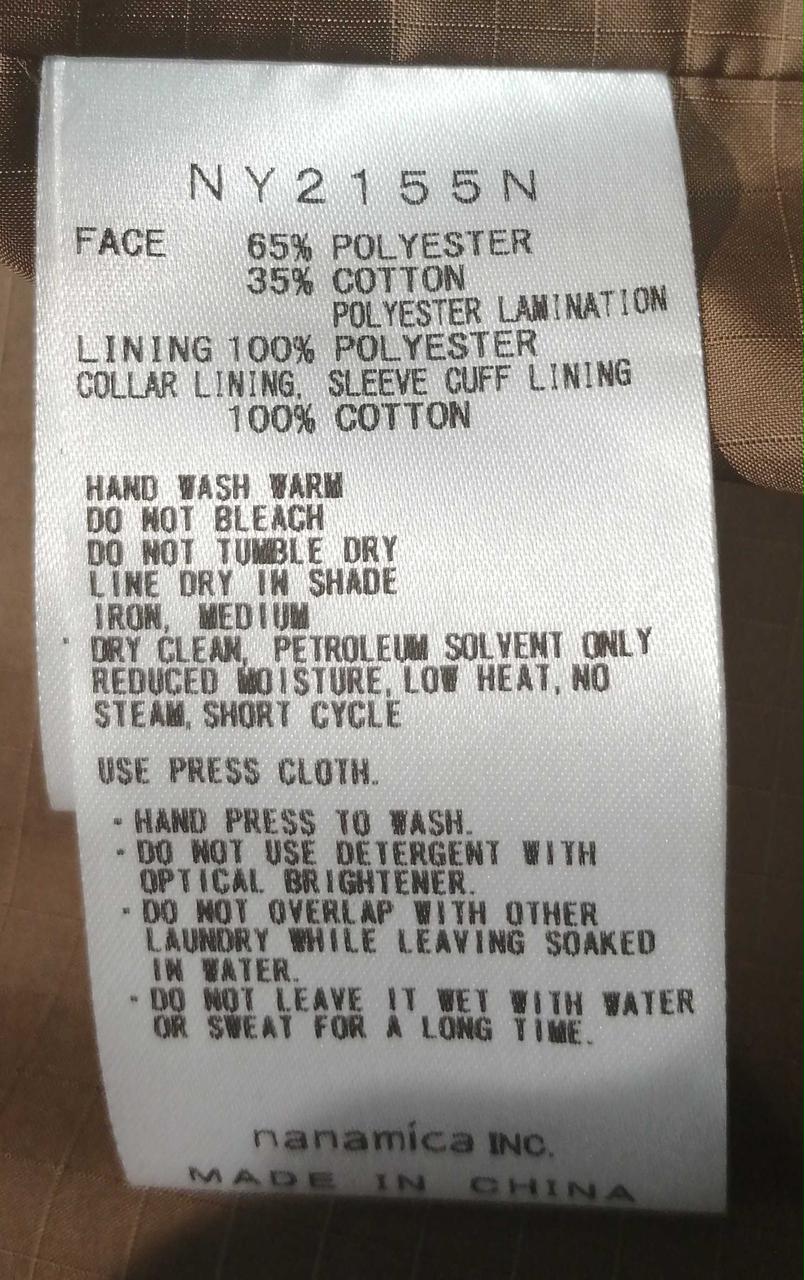 NY2155N
FACE 65% POLYESTER
35% COTTON
POLYESTER LAMINATION
LINING 100% POLYESTER
COLLAR LINING, SLEEVE CUFF LINING
100% COTTON
HAND WASH WARM
DO NOT BLEACH
DO NOT TUMBLE DRY
LINE DRY IN SHADE
IRON, MEDIUM
DRY CLEAN, PETROLEUM SOLVENT ONLY
REDUCED MOISTURE, LOW HEAT, NO
STEAM, SHORT CYCLE
USE PRESS CLOTH.
・HAND PRESS TO WASH.
・DO NOT USE DETERGENT WITH
OPTICAL BRIGHTENER.
・DO NOT OVERLAP WITH OTHER
LAUNDRY WHILE LEAVING SOAKED
IN WATER.
・DO NOT LEAVE IT WET WITH WATER
OR SWEAT FOR A LONG TIME.
nanamica INC.
MADE IN CHINA